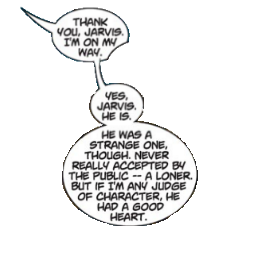 THANK
YOU, JARVIS.
I'M ON MY
WAY.
YES,
JARVIS.
HE IS.
HE WAS A
STRANGE ONE,
THOUGH. NEVER
REALLY ACCEPTED BY
THE PUBLIC -- A LONER.
BUT IF I'M ANY JUDGE
OF CHARACTER, HE
HAD A GOOD
HEART.